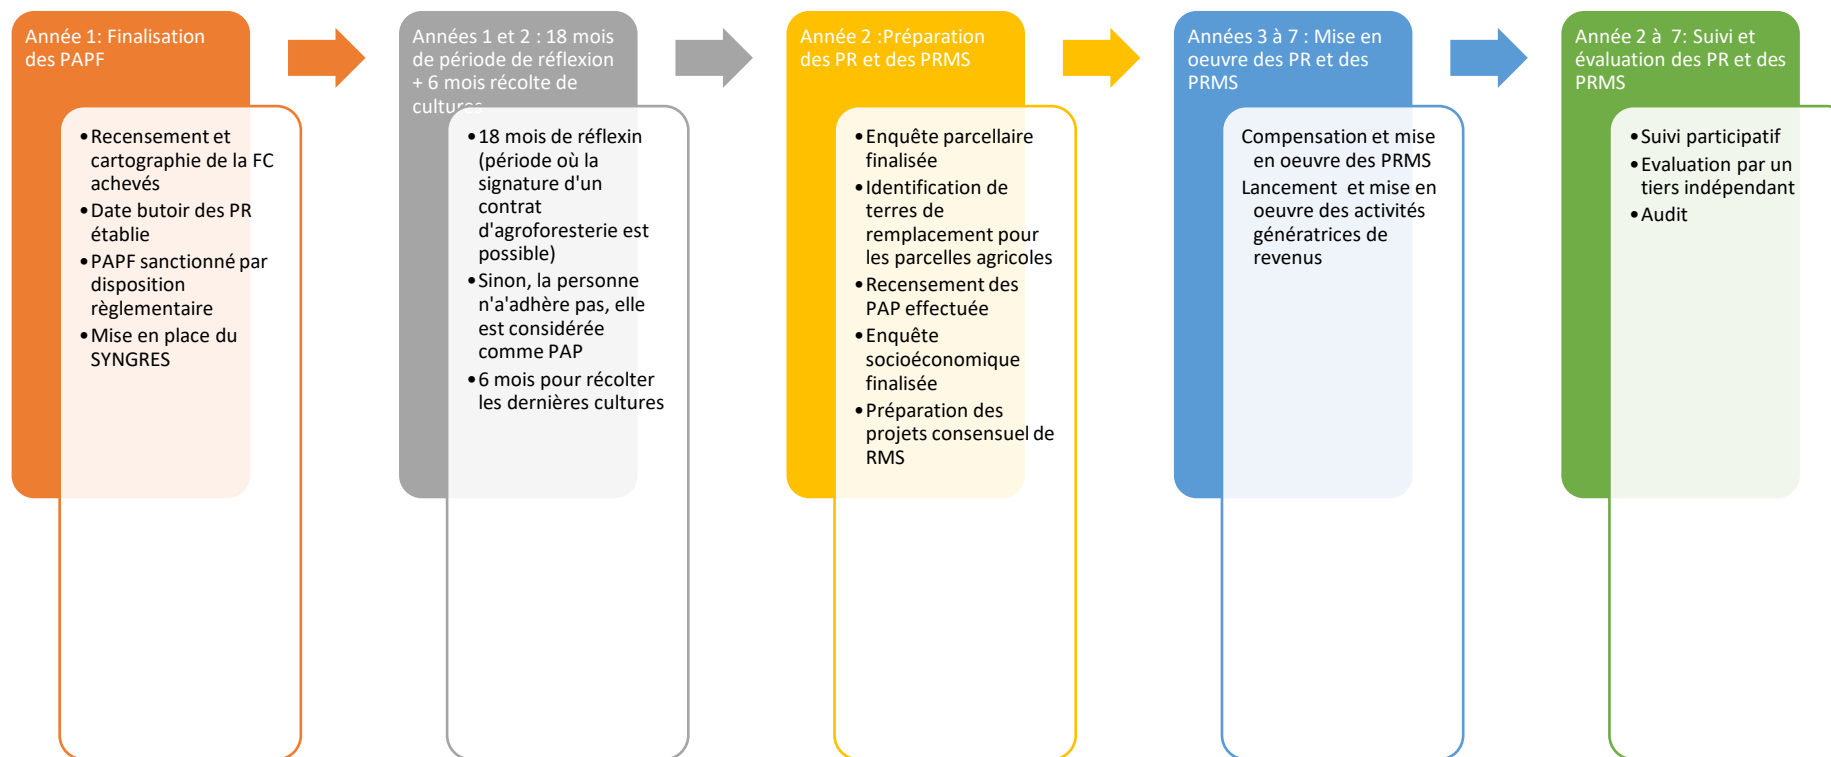 Année 1: Finalisation
des PAPF
•Recensement et
cartographie de la FC
achevés
•Date butoir des PR
établie
•PAPF sanctionné par
disposition
règlementaire
•Mise en place du
SYNGRES
Années 1 et 2 : 18 mois
de période de réflexion
+ 6 mois récolte de
cultures
•18 mois de réflexin
(période où la
signature d'un
contrat
d'agroforesterie est
possible)
•Sinon, la personne
n'a'adhère pas, elle
est considérée
comme PAP
•6 mois pour récolter
les dernières cultures
Année 2 :Préparation
des PR et des PRMS
•Enquête parcellaire
finalisée
•Identification de
terres de
remplacement pour
les parcelles agricoles
•Recensement des
PAP effectuée
•Enquête
socioéconomique
finalisée
•Préparation des
projets consensuel de
RMS
Années 3 à 7 : Mise en
oeuvre des PR et des
PRMS
Compensation et mise
en oeuvre des PRMS
Lancement et mise en
oeuvre des activités
génératrices de
revenus
Année 2 à 7: Suivi et
évaluation des PR et des
PRMS
•Suivi participatif
•Evaluation par un
tiers indépendant
•Audit